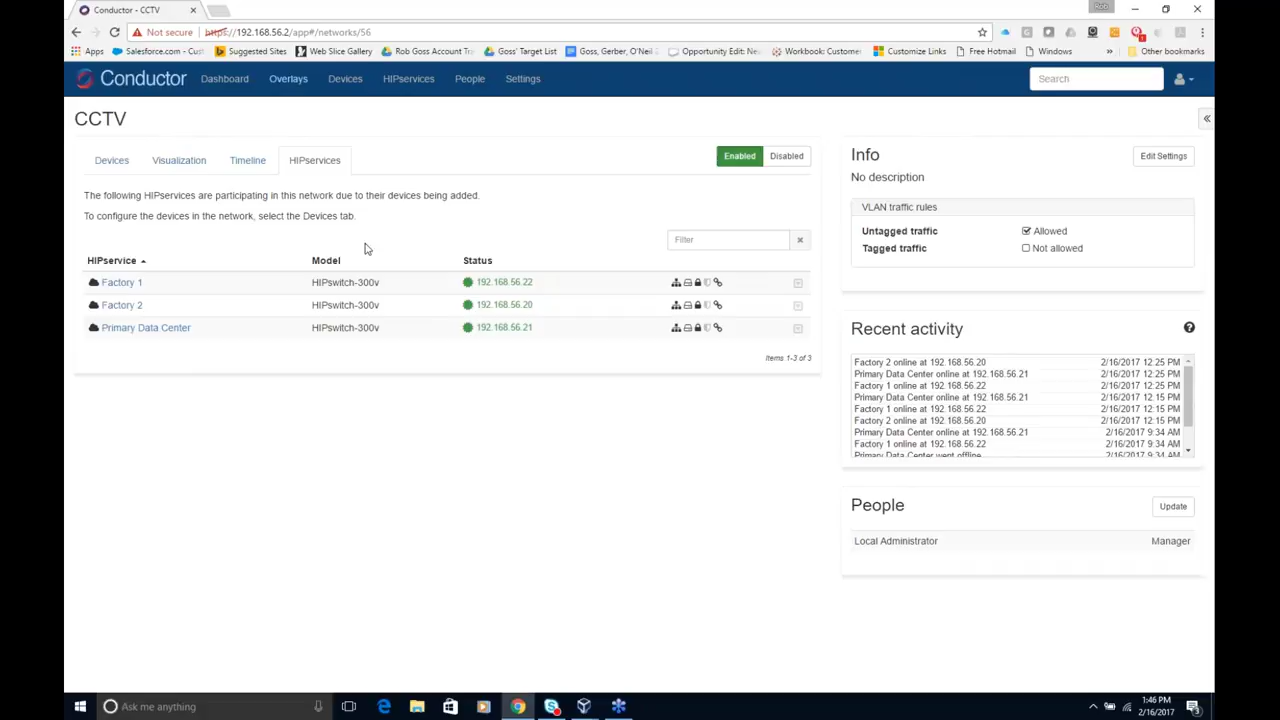 Conductor - CCTV
Rob
Not secure https://192.168.56.2/app#/networks/56
Apps Salesforce.com - Cust Suggested Sites Web Slice Gallery Rob Goss Account Tra Goss' Target List Goss, Gerber, O'Neil Opportunity Edit: Nev Workbook: Custome Customize Links Free Hotmail Windows » Other bookmarks
Conductor Dashboard Overlays Devices HIPservices People Settings Search
CCTV
Devices Visualization Timeline HIPservices Enabled Disabled
The following HIPservices are participating in this network due to their devices being added.
To configure the devices in the network, select the Devices tab.
Filter
HIPservice Model Status
Factory 1 HIPswitch-300v 192.168.56.22
Factory 2 HIPswitch-300v 192.168.56.20
Primary Data Center HIPswitch-300v 192.168.56.21
Items 1-3 of 3
Info Edit Settings
No description
VLAN traffic rules
Untagged traffic Allowed
Tagged traffic Not allowed
Recent activity
Factory 2 online at 192.168.56.20 2/16/2017 12:25 PM
Primary Data Center online at 192.168.56.21 2/16/2017 12:25 PM
Factory 1 online at 192.168.56.22 2/16/2017 12:25 PM
Primary Data Center online at 192.168.56.21 2/16/2017 12:15 PM
Factory 1 online at 192.168.56.22 2/16/2017 12:15 PM
Factory 2 online at 192.168.56.20 2/16/2017 12:15 PM
Primary Data Center online at 192.168.56.21 2/16/2017 9:34 AM
Factory 1 online at 192.168.56.22 2/16/2017 9:34 AM
Primary Data Center went offline
People Update
Local Administrator Manager
Ask me anything
1:46 PM
2/16/2017